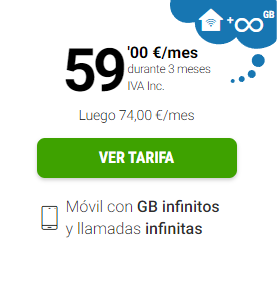 +∞ GB
59'00 €/mes
durante 3 meses
IVA Inc.
Luego 74,00 €/mes
VER TARIFA
Móvil con GB infinitos
y llamadas infinitas